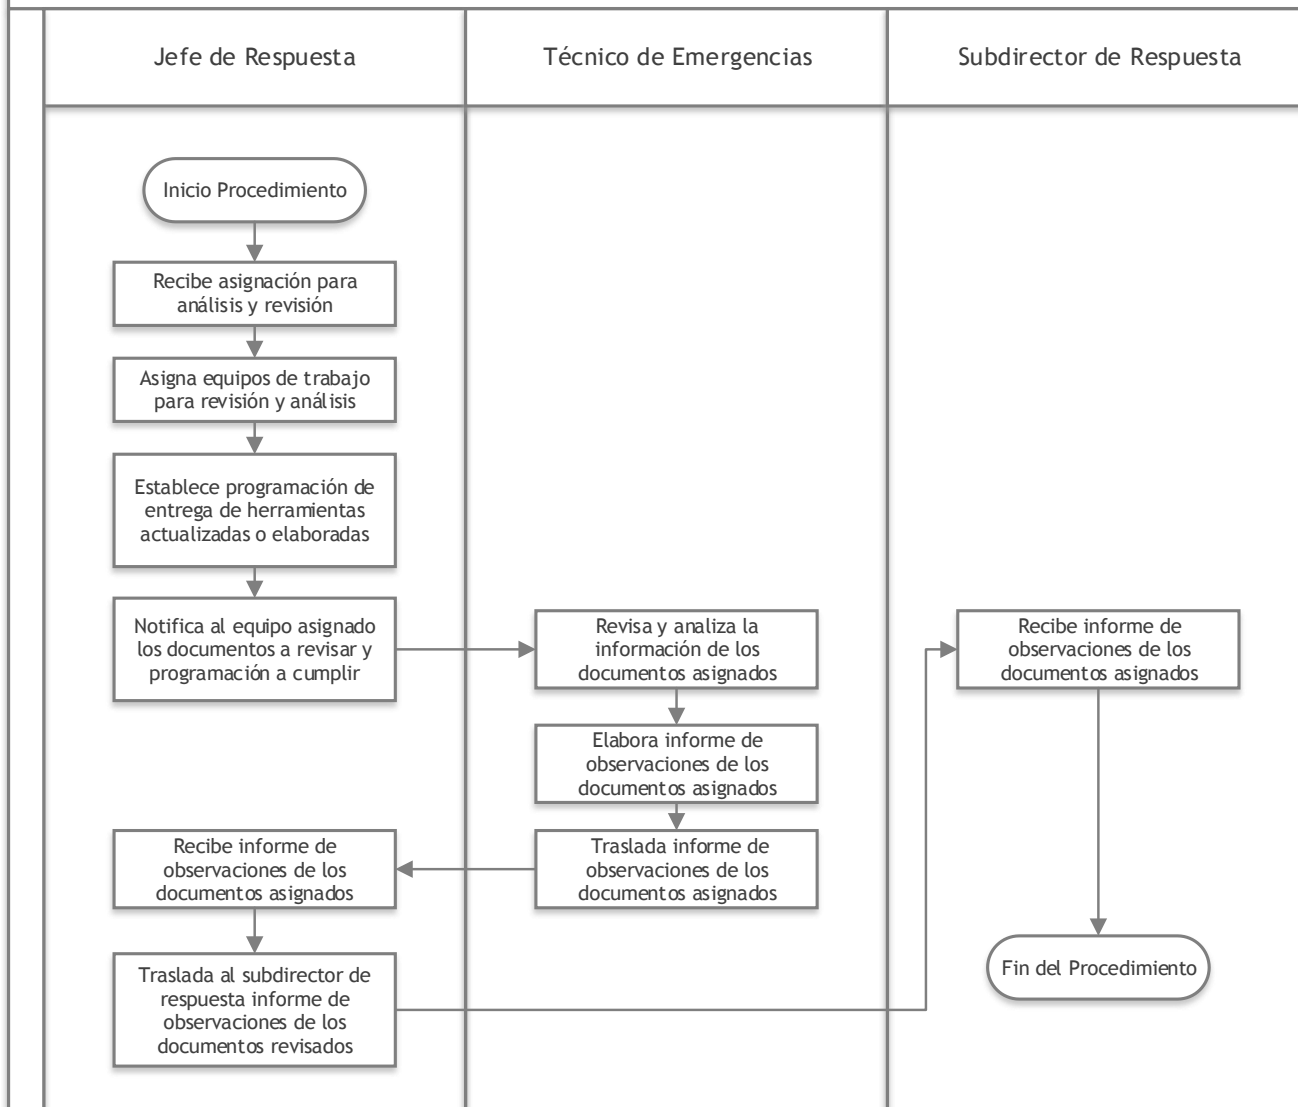 Jefe de Respuesta
Técnico de Emergencias
Subdirector de Respuesta
Inicio Procedimiento
Recibe asignación para
análisis y revisión
Asigna equipos de trabajo
para revisión y análisis
Establece programación de
entrega de herramientas
actualizadas o elaboradas
Notifica al equipo asignado
los documentos a revisar y
programación a cumplir
Revisa y analiza la
información de los
documentos asignados
Elabora informe de
observaciones de los
documentos asignados
Traslada informe de
observaciones de los
documentos asignados
Recibe informe de
observaciones de los
documentos asignados
Traslada al subdirector de
respuesta informe de
observaciones de los
documentos revisados
Recibe informe de
observaciones de los
documentos asignados
Fin del Procedimiento